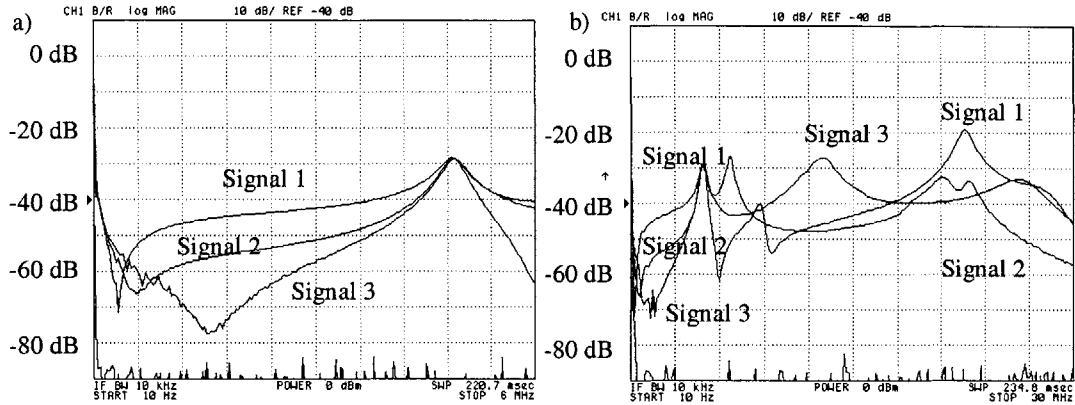 a)
CH1 B/R log MAG 10 dB/ REF -40 dB
0 dB
-20 dB
-40 dB
-60 dB
-80 dB
Signal 1
Signal 2
Signal 3
IF BW 10 kHz POWER 0 dBm SWP 220.7 msec
START 10 Hz STOP 6 MHz
b)
CH1 B/R log MAG 10 dB/ REF -40 dB
0 dB
-20 dB
-40 dB
-60 dB
-80 dB
Signal 1
Signal 3
Signal 1
Signal 2
Signal 2
Signal 3
IF BW 10 kHz POWER 0 dBm SWP 234.8 msec
START 10 Hz STOP 30 MHz